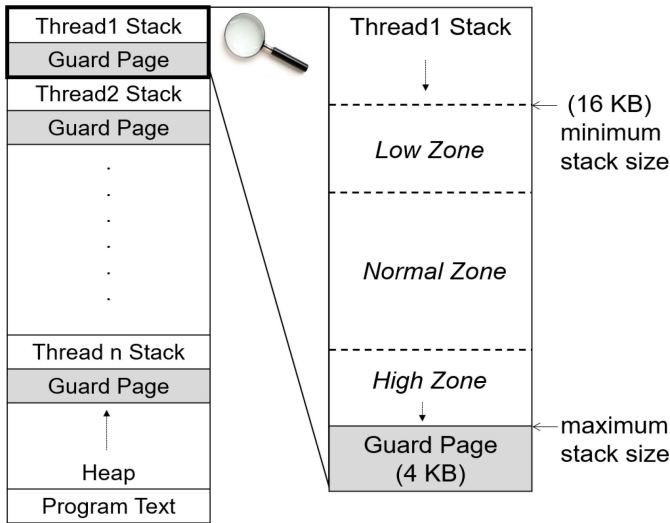 Thread1 Stack
Guard Page
Thread2 Stack
Guard Page
Thread n Stack
Guard Page
Heap
Program Text
Thread1 Stack
(16 KB)
minimum
stack size
Low Zone
Normal Zone
High Zone
maximum
stack size
Guard Page
(4 KB)